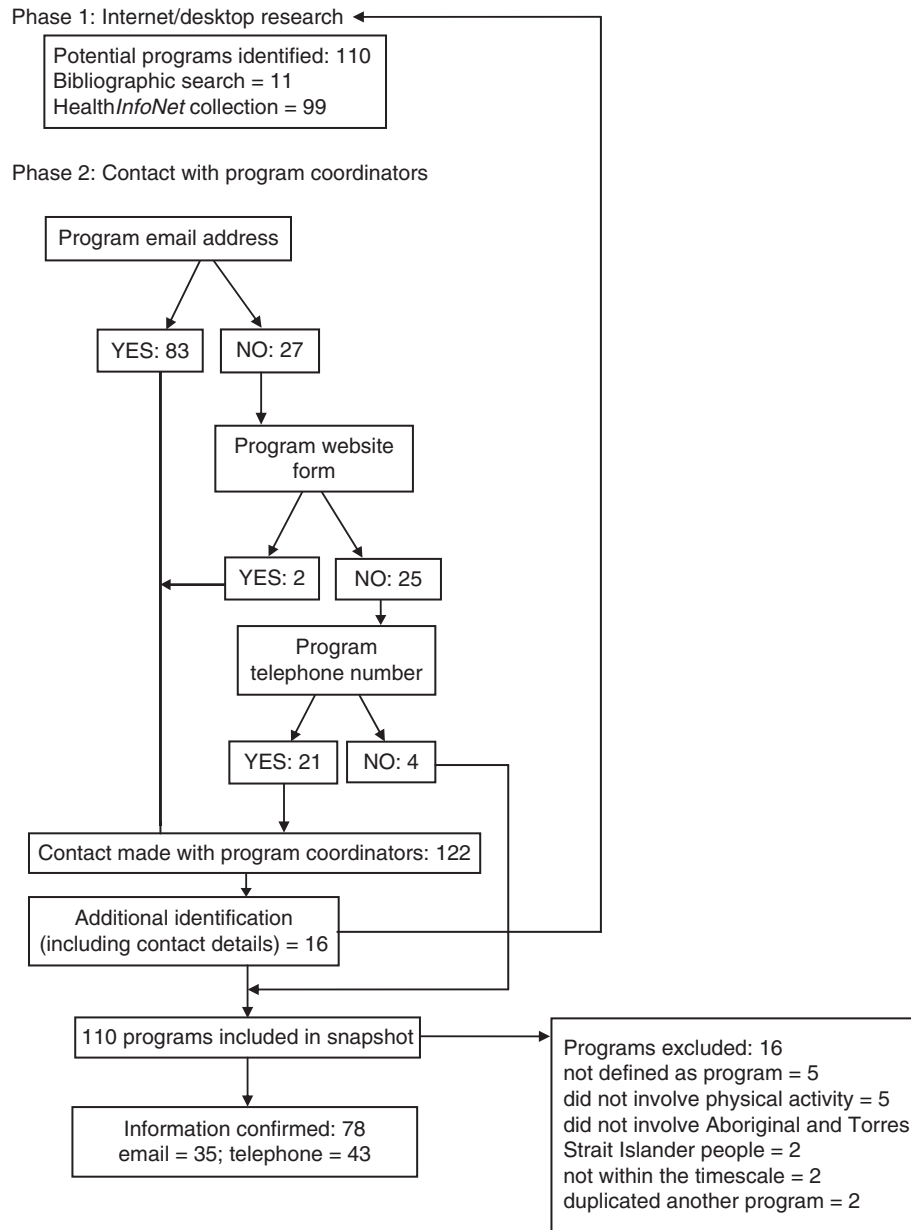 Phase 1: Internet/desktop research
Potential programs identified: 110
Bibliographic search = 11
HealthInfoNet collection = 99
Phase 2: Contact with program coordinators
Program email address
YES: 83
NO: 27
Program website
form
YES: 2
NO: 25
Program
telephone number
YES: 21
NO: 4
Contact made with program coordinators: 122
Additional identification
(including contact details) = 16
110 programs included in snapshot
Programs excluded: 16
not defined as program = 5
did not involve physical activity = 5
did not involve Aboriginal and Torres
Strait Islander people = 2
not within the timescale = 2
duplicated another program = 2
Information confirmed: 78
email = 35; telephone = 43